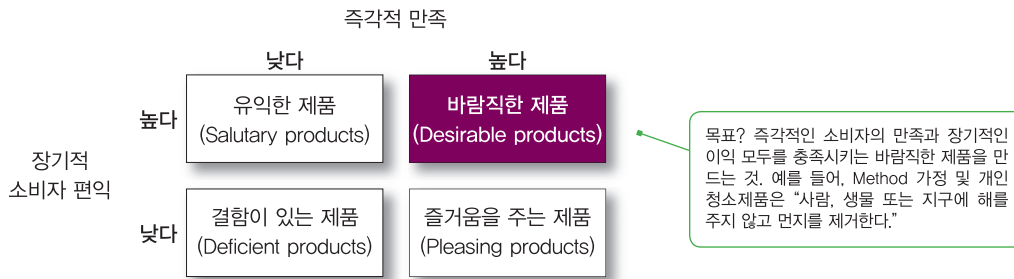 즉각적 만족
낮다
높다
높다
유익한 제품
(Salutary products)
바람직한 제품
(Desirable products)
장기적
소비자 편익
낮다
결함이 있는 제품
(Deficient products)
즐거움을 주는 제품
(Pleasing products)
목표? 즉각적인 소비자의 만족과 장기적인
이익 모두를 충족시키는 바람직한 제품을 만
드는 것. 예를 들어, Method 가정 및 개인
청소제품은 “사람, 생물 또는 지구에 해를
주지 않고 먼지를 제거한다.”